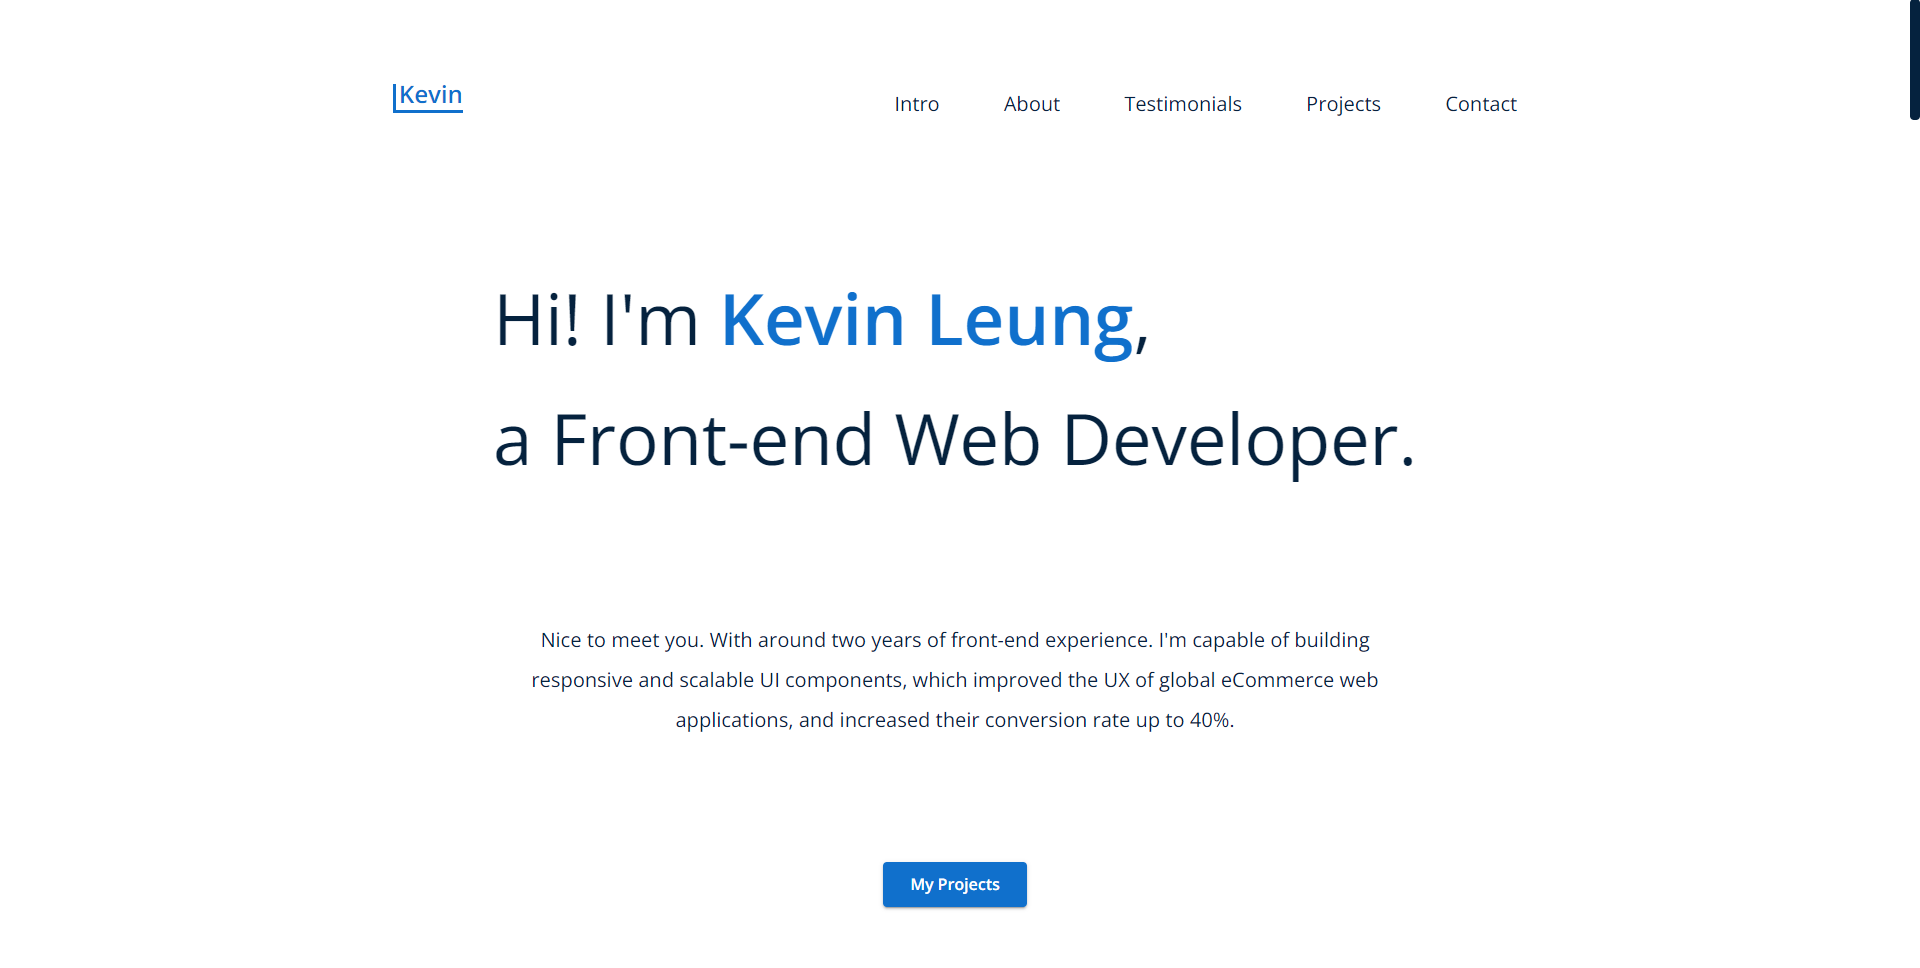 Kevin
Intro About Testimonials Projects Contact
Hi! I'm Kevin Leung,
a Front-end Web Developer.
Nice to meet you. With around two years of front-end experience. I'm capable of building
responsive and scalable UI components, which improved the UX of global eCommerce web
applications, and increased their conversion rate up to 40%.
My Projects